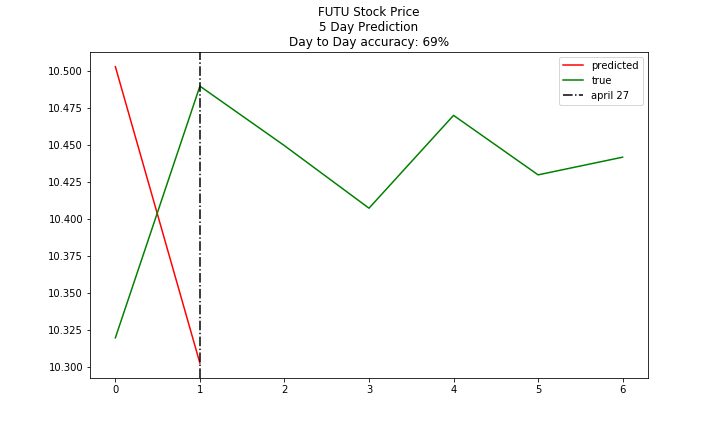 FUTU Stock Price
5 Day Prediction
Day to Day accuracy: 69%
predicted
true
april 27
10.500
10.475
10.450
10.425
10.400
10.375
10.350
10.325
10.300
0 1 2 3 4 5 6